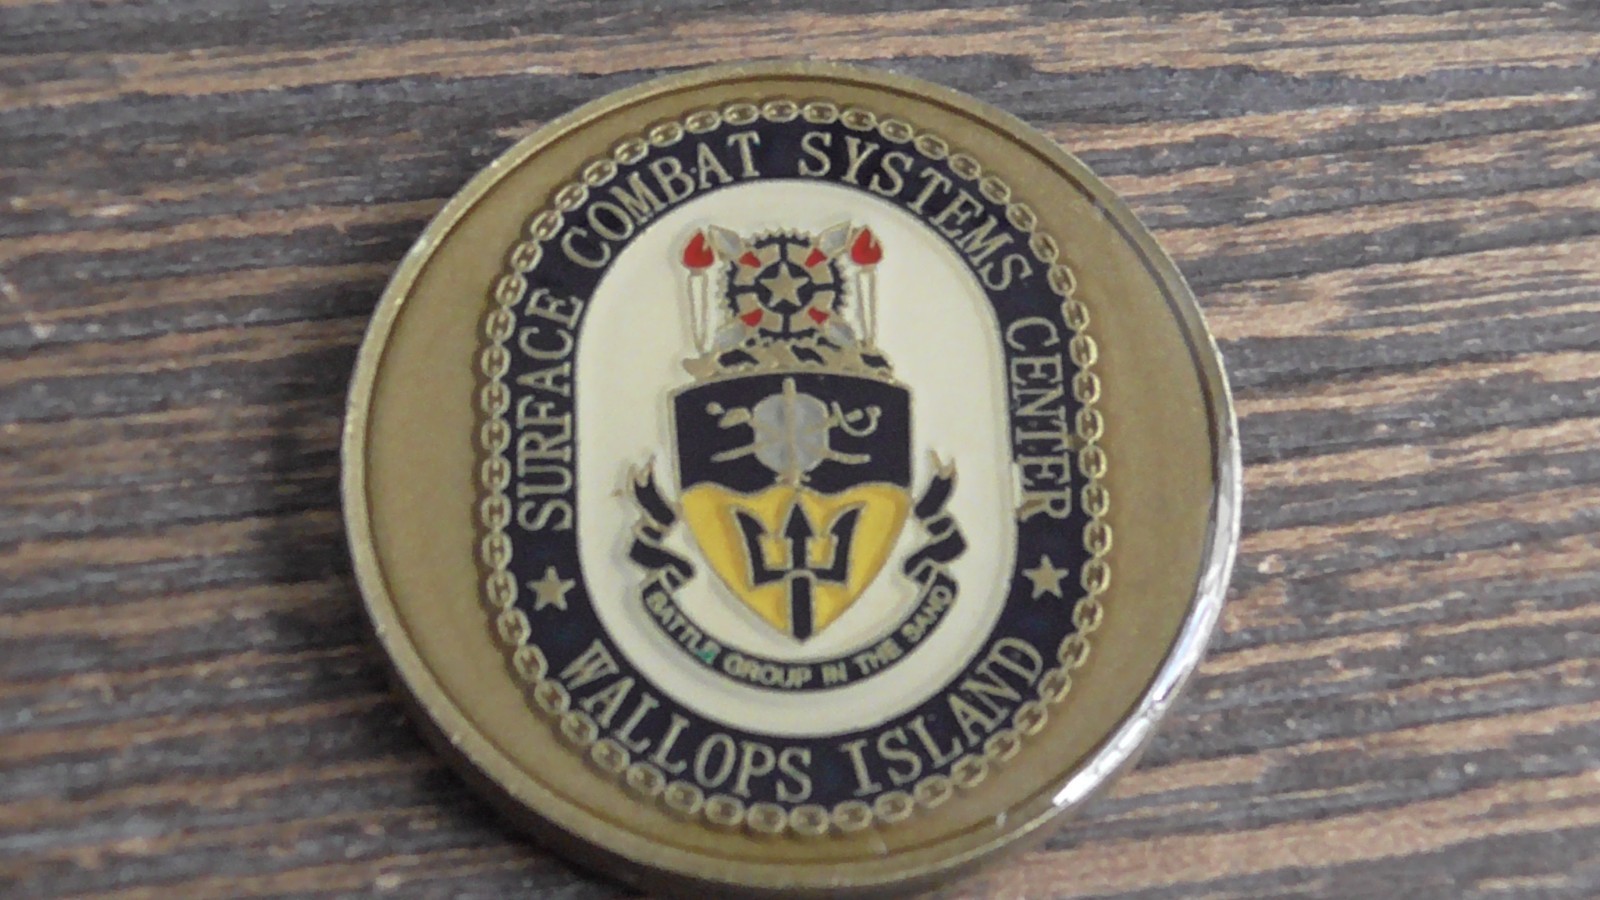 SURFACE COMBAT SYSTEMS CENTER
BATTLE GROUP IN THE SAND
WALLOPS ISLAND